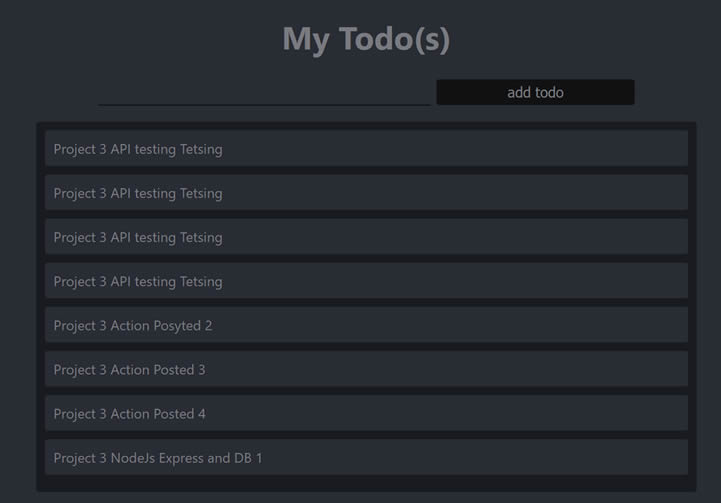 My Todo(s)
add todo
Project 3 API testing Tetsing
Project 3 API testing Tetsing
Project 3 API testing Tetsing
Project 3 API testing Tetsing
Project 3 Action Posyted 2
Project 3 Action Posted 3
Project 3 Action Posted 4
Project 3 NodeJs Express and DB 1